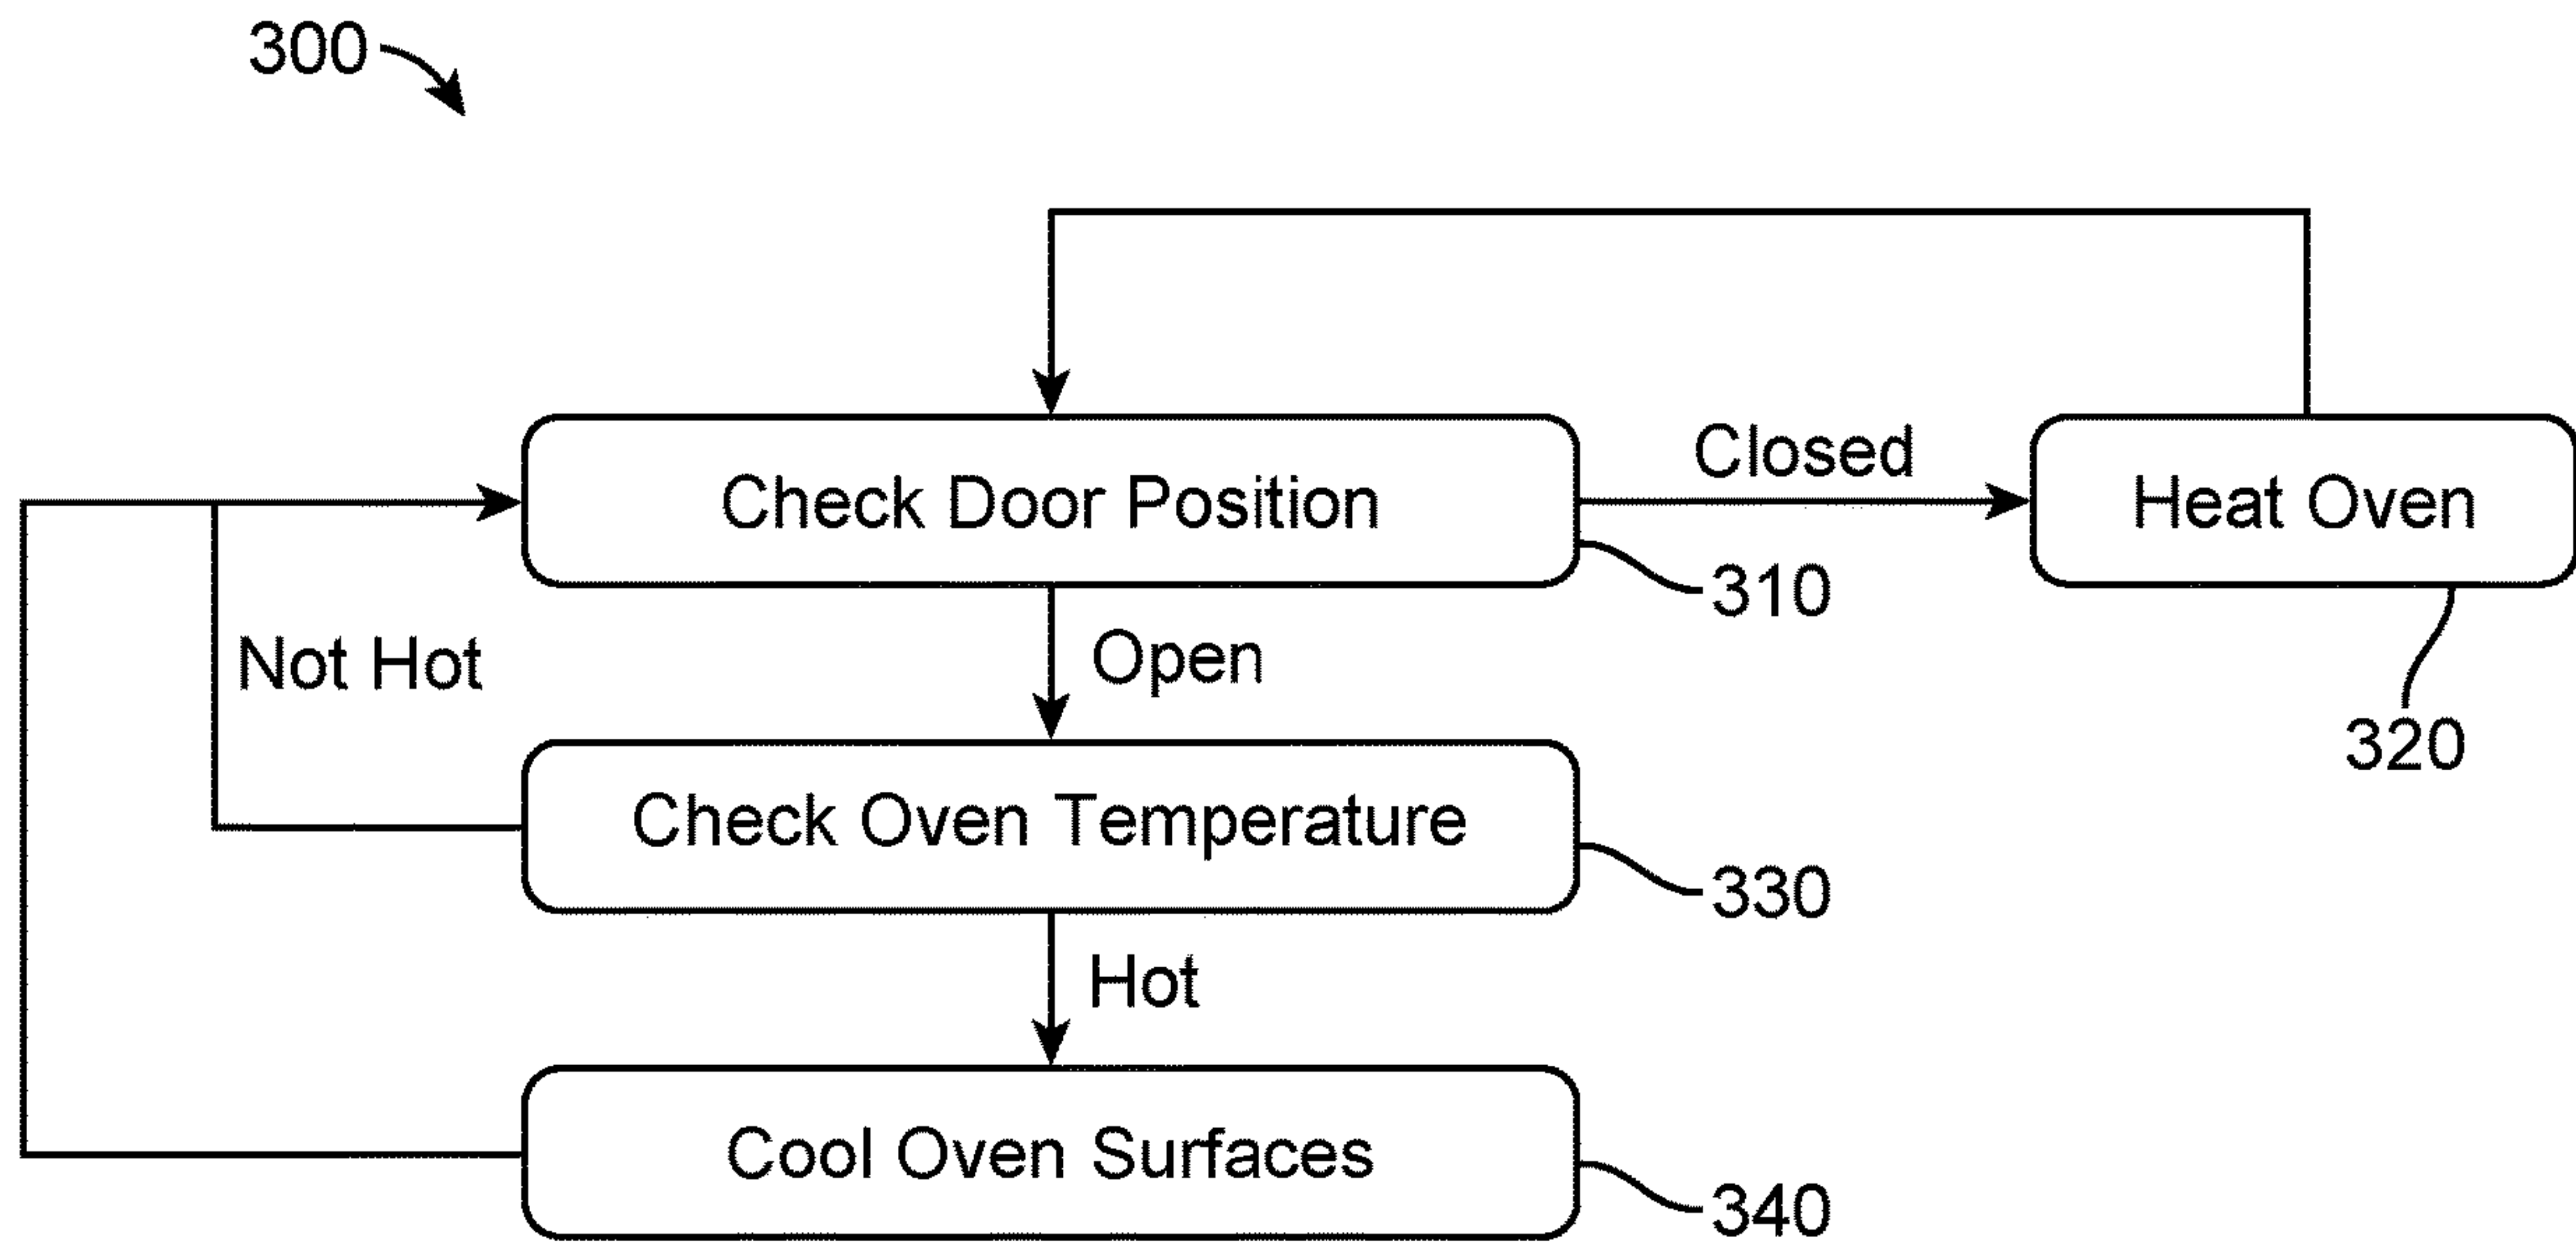 300
Check Door Position
Closed
Heat Oven
310
320
Not Hot
Open
Check Oven Temperature
330
Hot
Cool Oven Surfaces
340